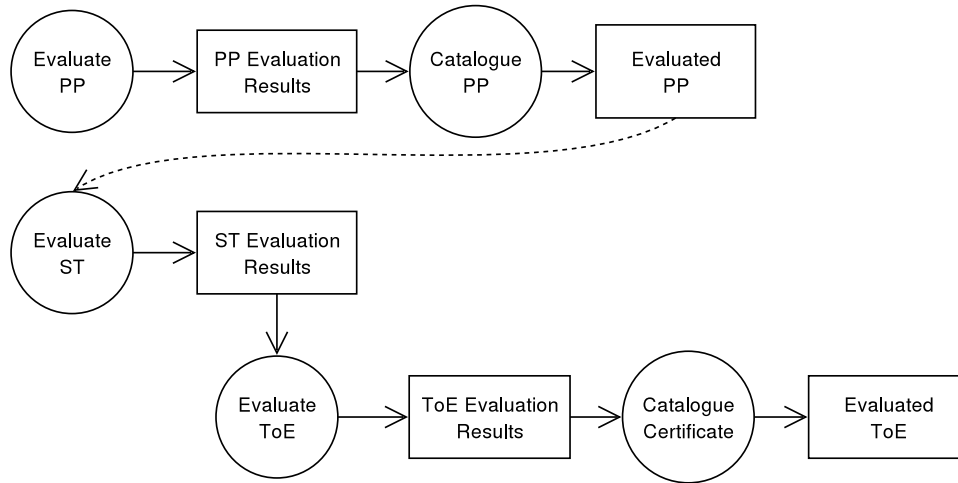 Evaluate
PP
PP Evaluation
Results
Catalogue
PP
Evaluated
PP
Evaluate
ST
ST Evaluation
Results
Evaluate
ToE
ToE Evaluation
Results
Catalogue
Certificate
Evaluated
ToE